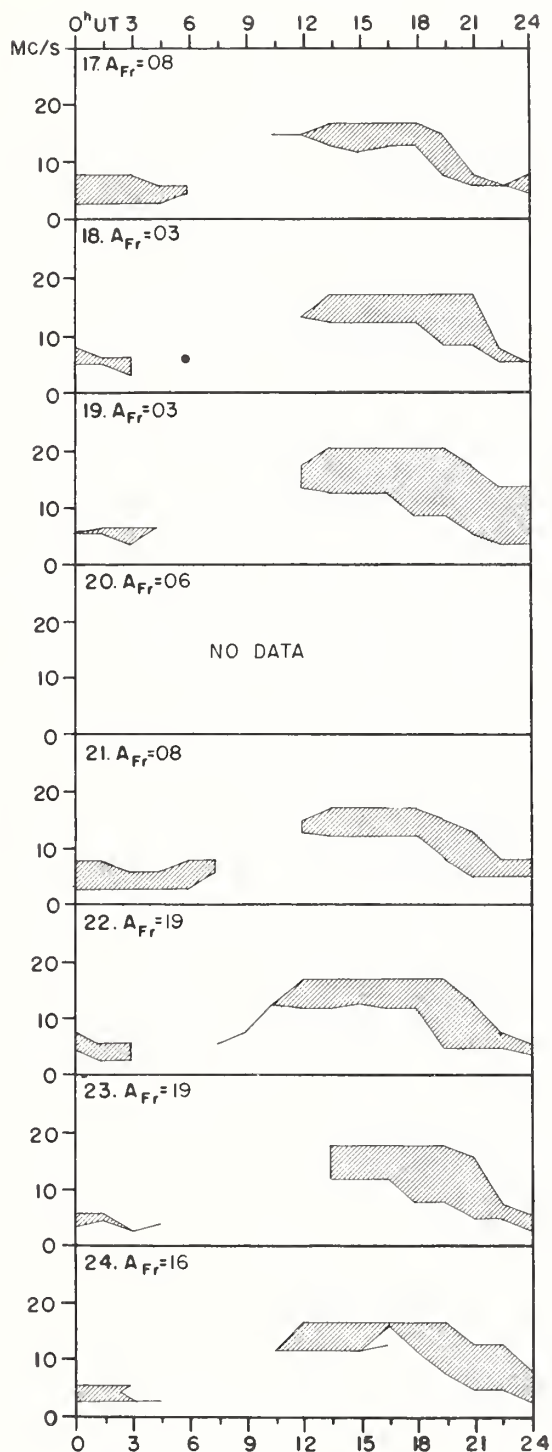 0ʰ UT 3 6 9 12 15 18 21 24
Mc/s
17. A_Fr=08
20
10
0
18. A_Fr=03
20
10
0
19. A_Fr=03
20
10
0
20. A_Fr=06
20
NO DATA
10
0
21. A_Fr=08
20
10
0
22. A_Fr=19
20
10
0
23. A_Fr=19
20
10
0
24. A_Fr=16
20
10
0
0 3 6 9 12 15 18 21 24